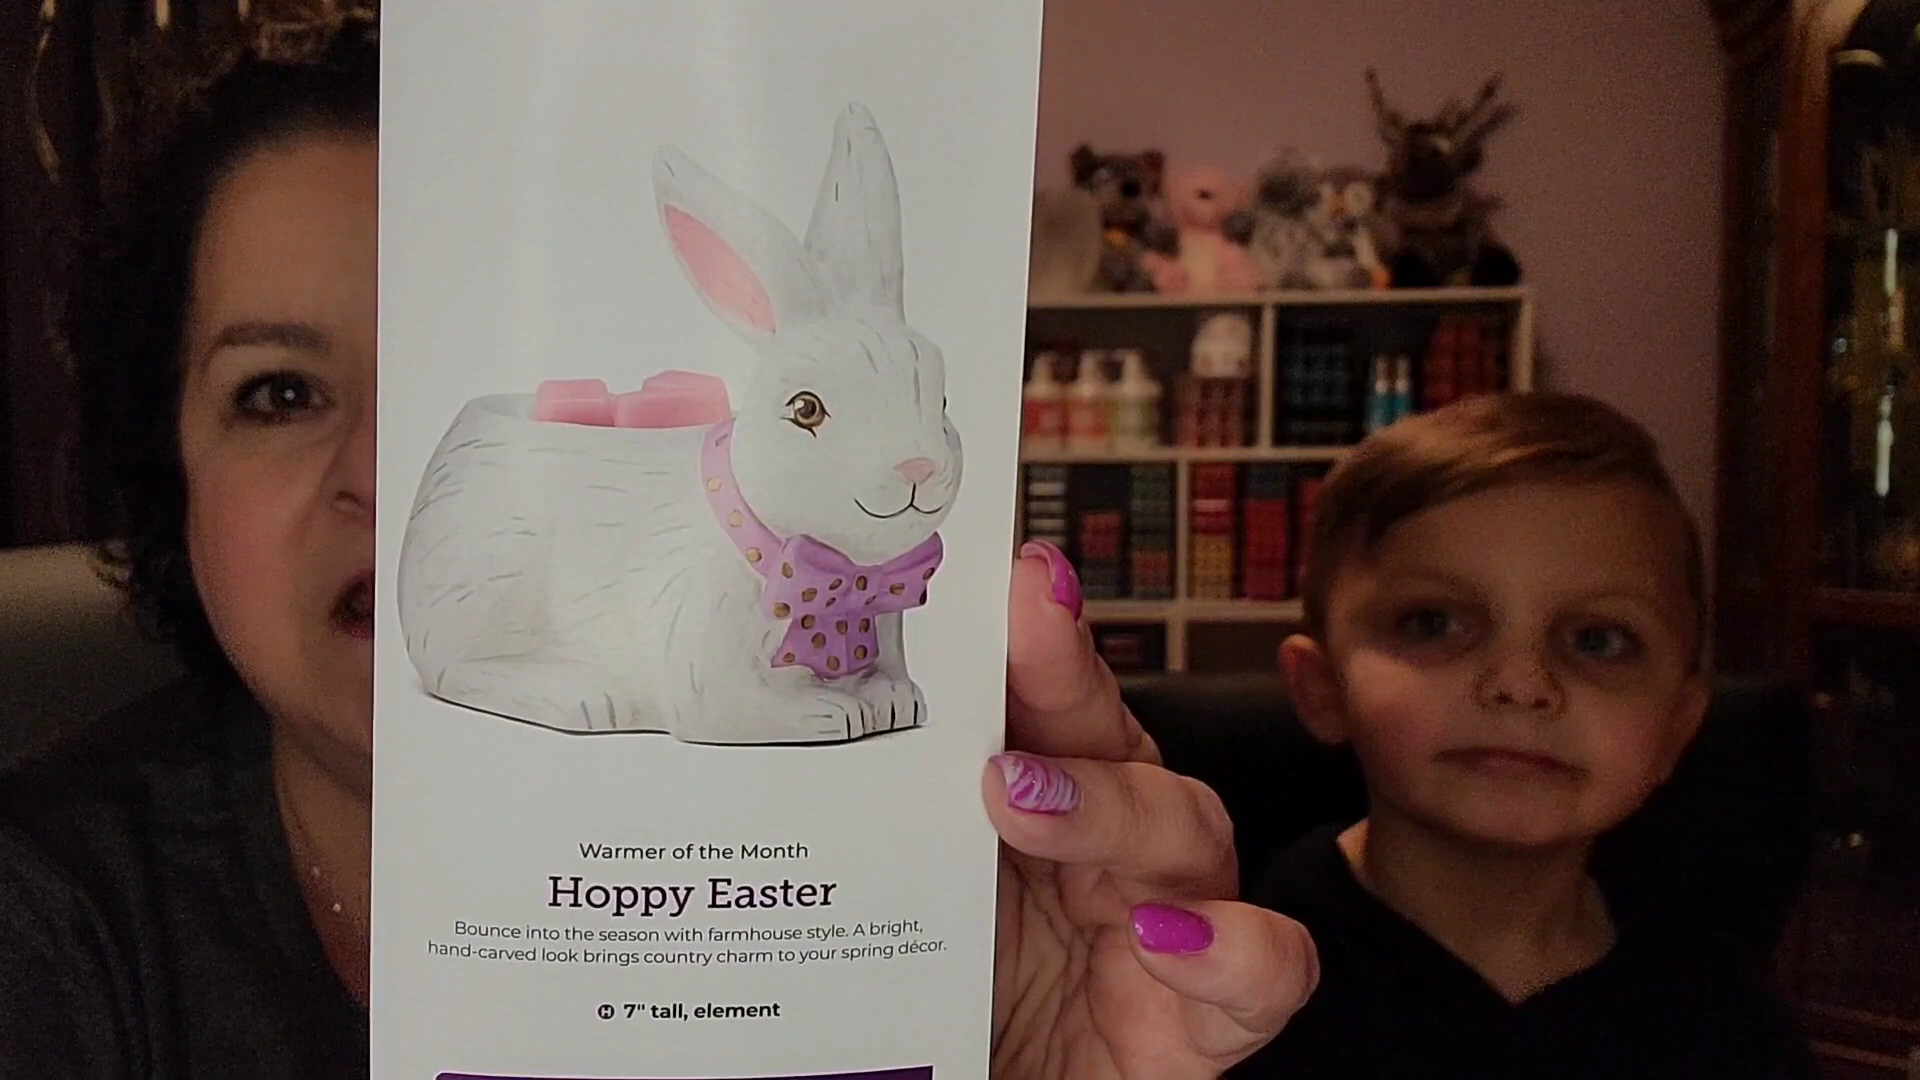 Warmer of the Month
Hoppy Easter
Bounce into the season with farmhouse style. A bright,
hand-carved look brings country charm to your spring décor.
H 7" tall, element